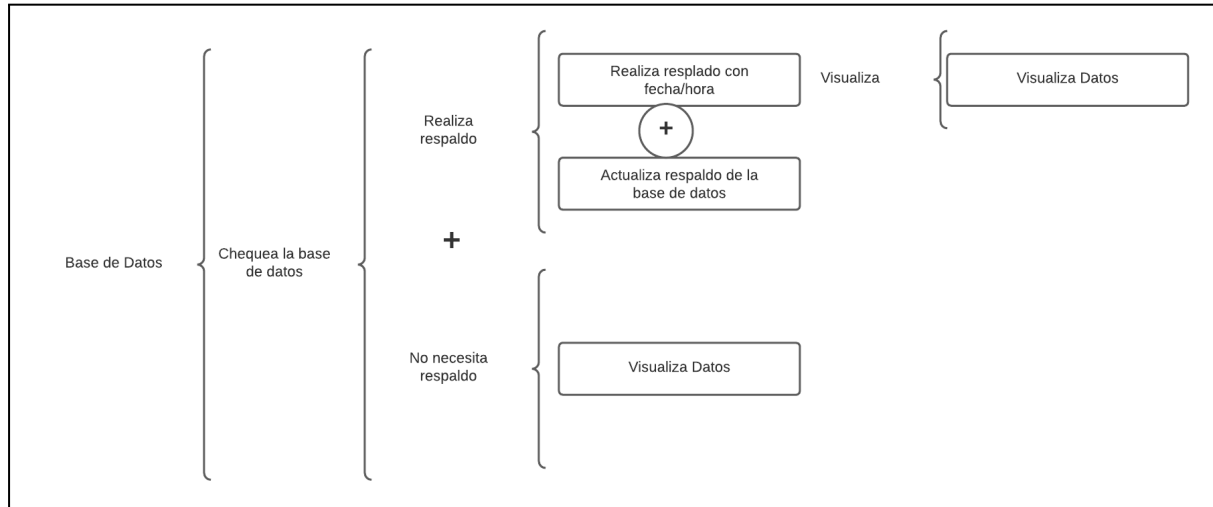 Base de Datos
Chequea la base
de datos
Realiza
respaldo
+
No necesita
respaldo
Realiza resplado con
fecha/hora
+
Actualiza respaldo de la
base de datos
Visualiza Datos
Visualiza
Visualiza Datos